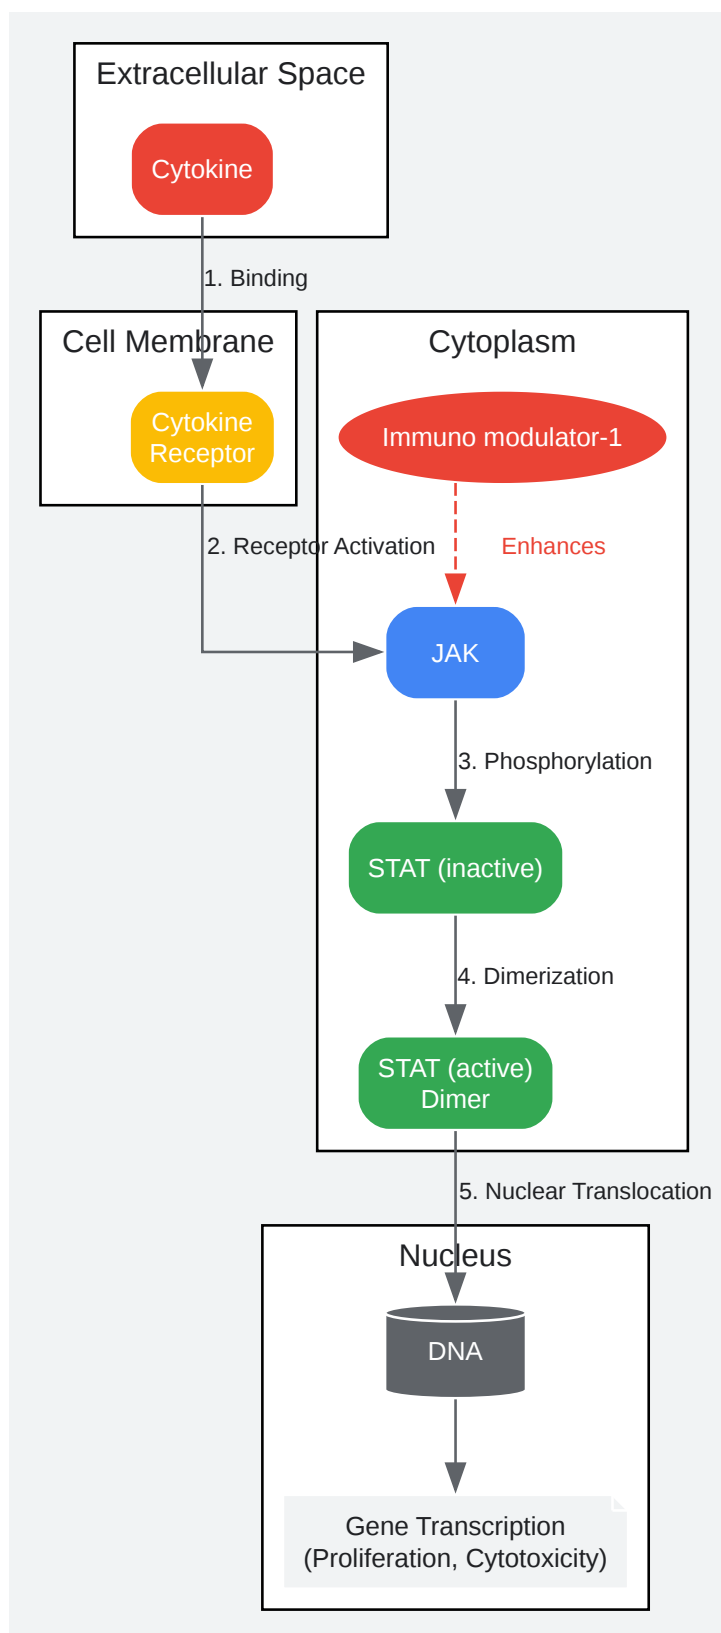 Extracellular Space
Cytokine
1. Binding
Cell Membrane
Cytokine
Receptor
Cytoplasm
Immuno modulator-1
2. Receptor Activation
Enhances
JAK
3. Phosphorylation
STAT (inactive)
4. Dimerization
STAT (active)
Dimer
5. Nuclear Translocation
Nucleus
DNA
Gene Transcription
(Proliferation, Cytotoxicity)